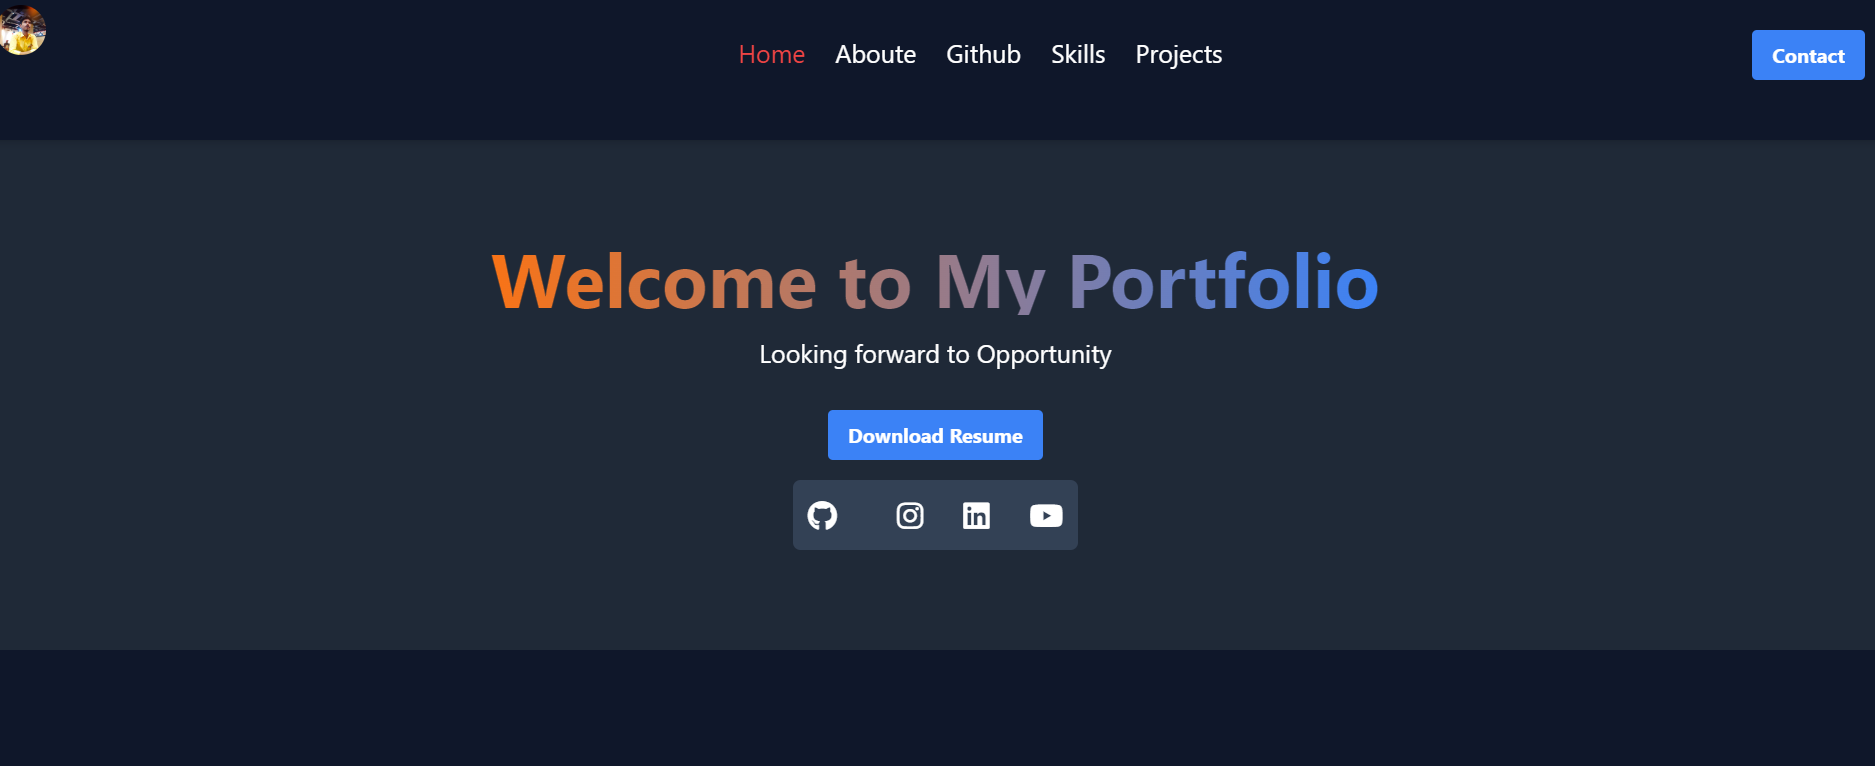 Home Aboute Github Skills Projects Contact
Welcome to My Portfolio
Looking forward to Opportunity
Download Resume